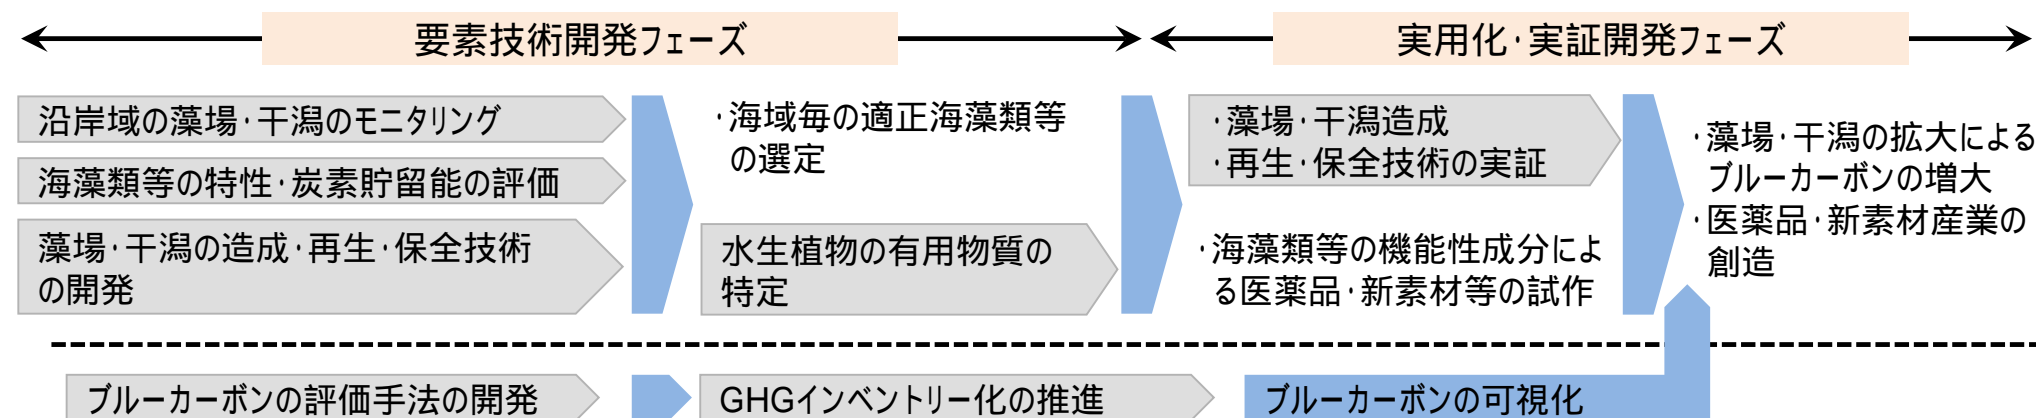 要素技術開発フェーズ
実用化・実証開発フェーズ
沿岸域の藻場・干潟のモニタリング
海藻類等の特性・炭素貯留能の評価
藻場・干潟の造成・再生・保全技術
の開発
・海域毎の適正海藻類等
の選定
水生植物の有用物質の
特定
・藻場・干潟造成
・再生・保全技術の実証
・海藻類等の機能性成分によ
る医薬品・新素材等の試作
・藻場・干潟の拡大による
ブルーカーボンの増大
・医薬品・新素材産業の
創造
ブルーカーボンの評価手法の開発
GHGインベントリー化の推進
ブルーカーボンの可視化